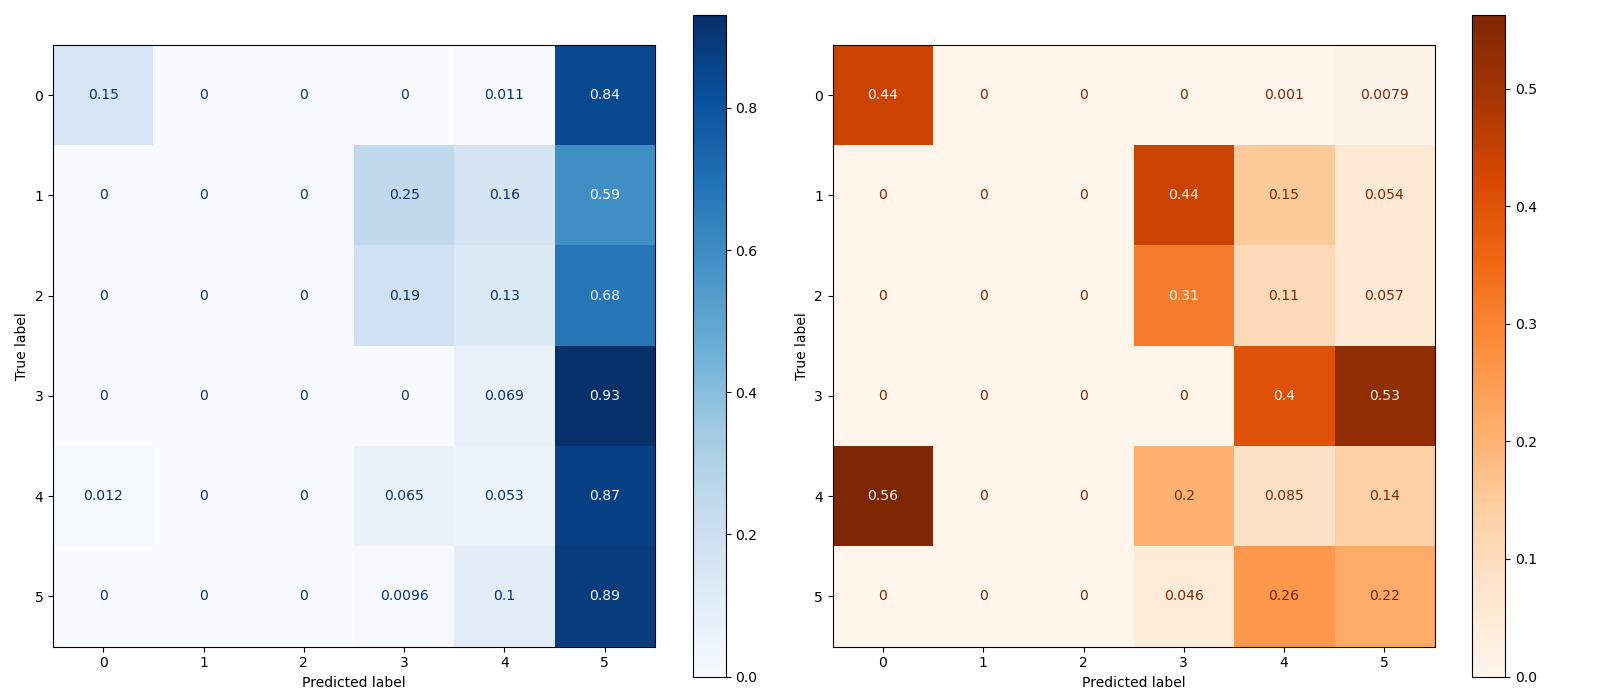 0 0.15 0 0 0 0.011 0.84
1 0 0 0 0.25 0.16 0.59
2 0 0 0 0.19 0.13 0.68
3 0 0 0 0 0.069 0.93
4 0.012 0 0 0.065 0.053 0.87
5 0 0 0 0.0096 0.1 0.89
0 1 2 3 4 5
Predicted label
True label
0.8
0.6
0.4
0.2
0.0
0 0.44 0 0 0 0.001 0.0079
1 0 0 0 0.44 0.15 0.054
2 0 0 0 0.31 0.11 0.057
3 0 0 0 0 0.4 0.53
4 0.56 0 0 0.2 0.085 0.14
5 0 0 0 0.046 0.26 0.22
0 1 2 3 4 5
Predicted label
True label
0.5
0.4
0.3
0.2
0.1
0.0